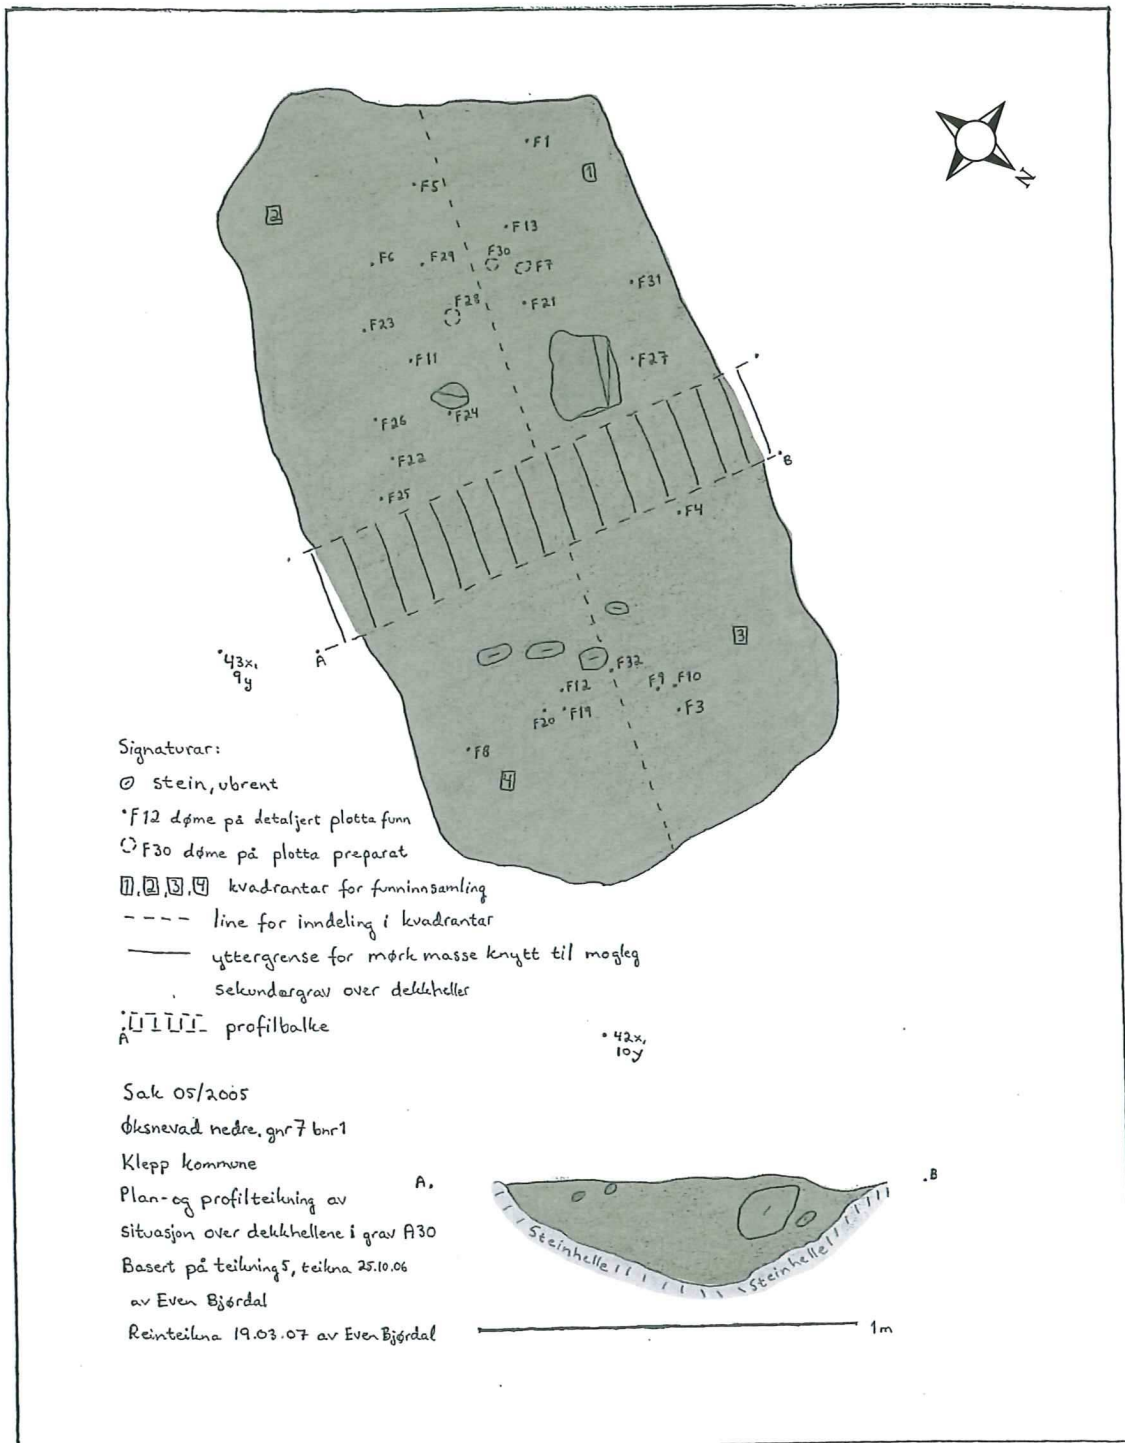 F1
1
F5
2
F13
F30
F6
F29
F7
F31
F28
F21
F23
F11
F27
F26
F24
F22
B
F25
F4
3
A
43x,
9y
F32
F12
F9
F10
F20
F19
F3
F8
4
N
Signaturar:
stein, ubrent
F12 døme på detaljert plotta funn
F30 døme på plotta preparat
1, 2, 3, 4 kvadrantar for funninnsamling
---- line for inndeling i kvadrantar
yttergrense for mørk masse knytt til mogleg
sekundærgrav over dekkheller
A profilbalke
42x,
10y
Sak 05/2005
Øksnevad nedre, gnr 7 bnr 1
Klepp kommune
Plan- og profilteikning av
situasjon over dekkhellene i grav A30
Basert på teikning 5, teikna 25.10.06
av Even Bjørdal
Reinteikna 19.03.07 av Even Bjørdal
A.
.B
Steinhelle
Steinhelle
1m